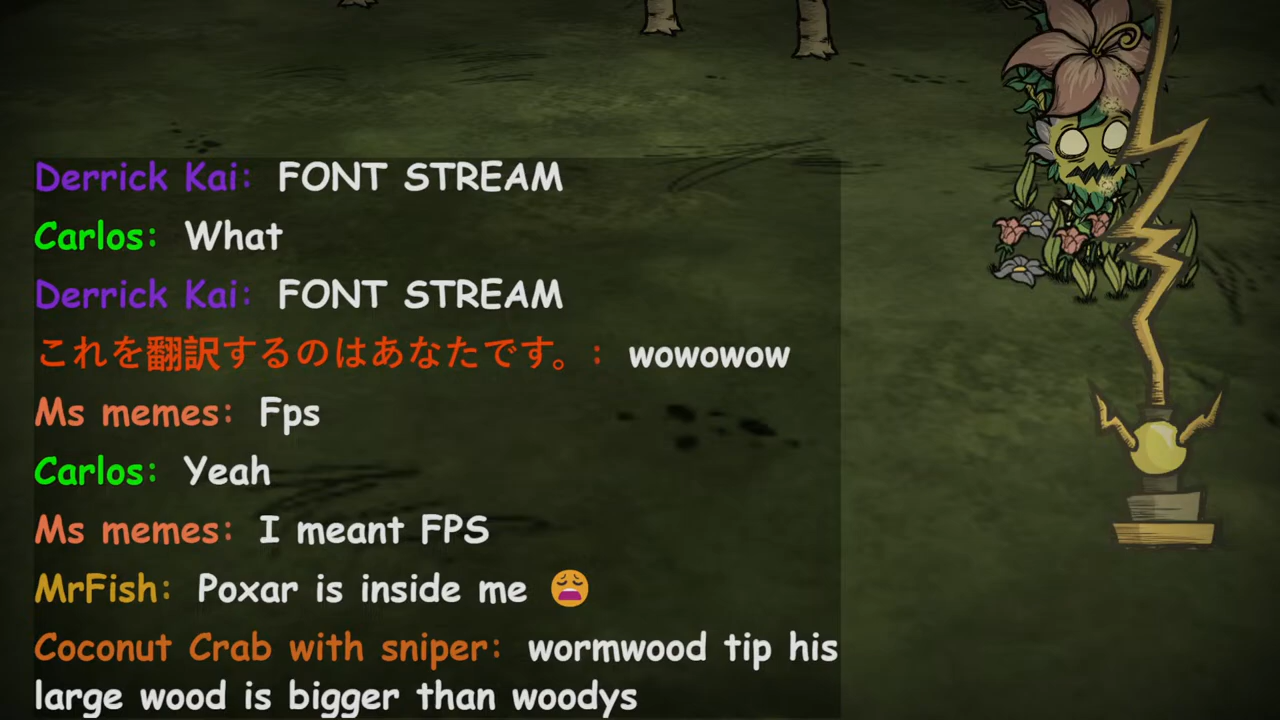 Derrick Kai: FONT STREAM
Carlos: What
Derrick Kai: FONT STREAM
これを翻訳するのはあなたです。: wowowow
Ms memes: Fps
Carlos: Yeah
Ms memes: I meant FPS
MrFish: Poxar is inside me 😩
Coconut Crab with sniper: wormwood tip his
large wood is bigger than woodys